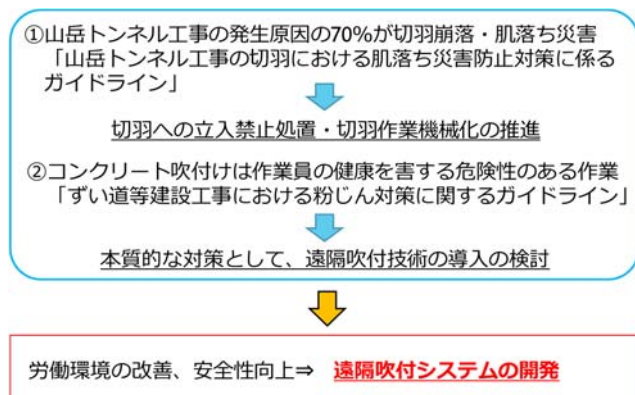 ①山岳トンネル工事の発生原因の70%が切羽崩落・肌落ち災害
「山岳トンネル工事の切羽における肌落ち災害防止対策に係る
ガイドライン」
切羽への立入禁止処置・切羽作業機械化の推進
②コンクリート吹付けは作業員の健康を害する危険性のある作業
「ずい道等建設工事における粉じん対策に関するガイドライン」
本質的な対策として、遠隔吹付技術の導入の検討
労働環境の改善、安全性向上⇒ 遠隔吹付システムの開発